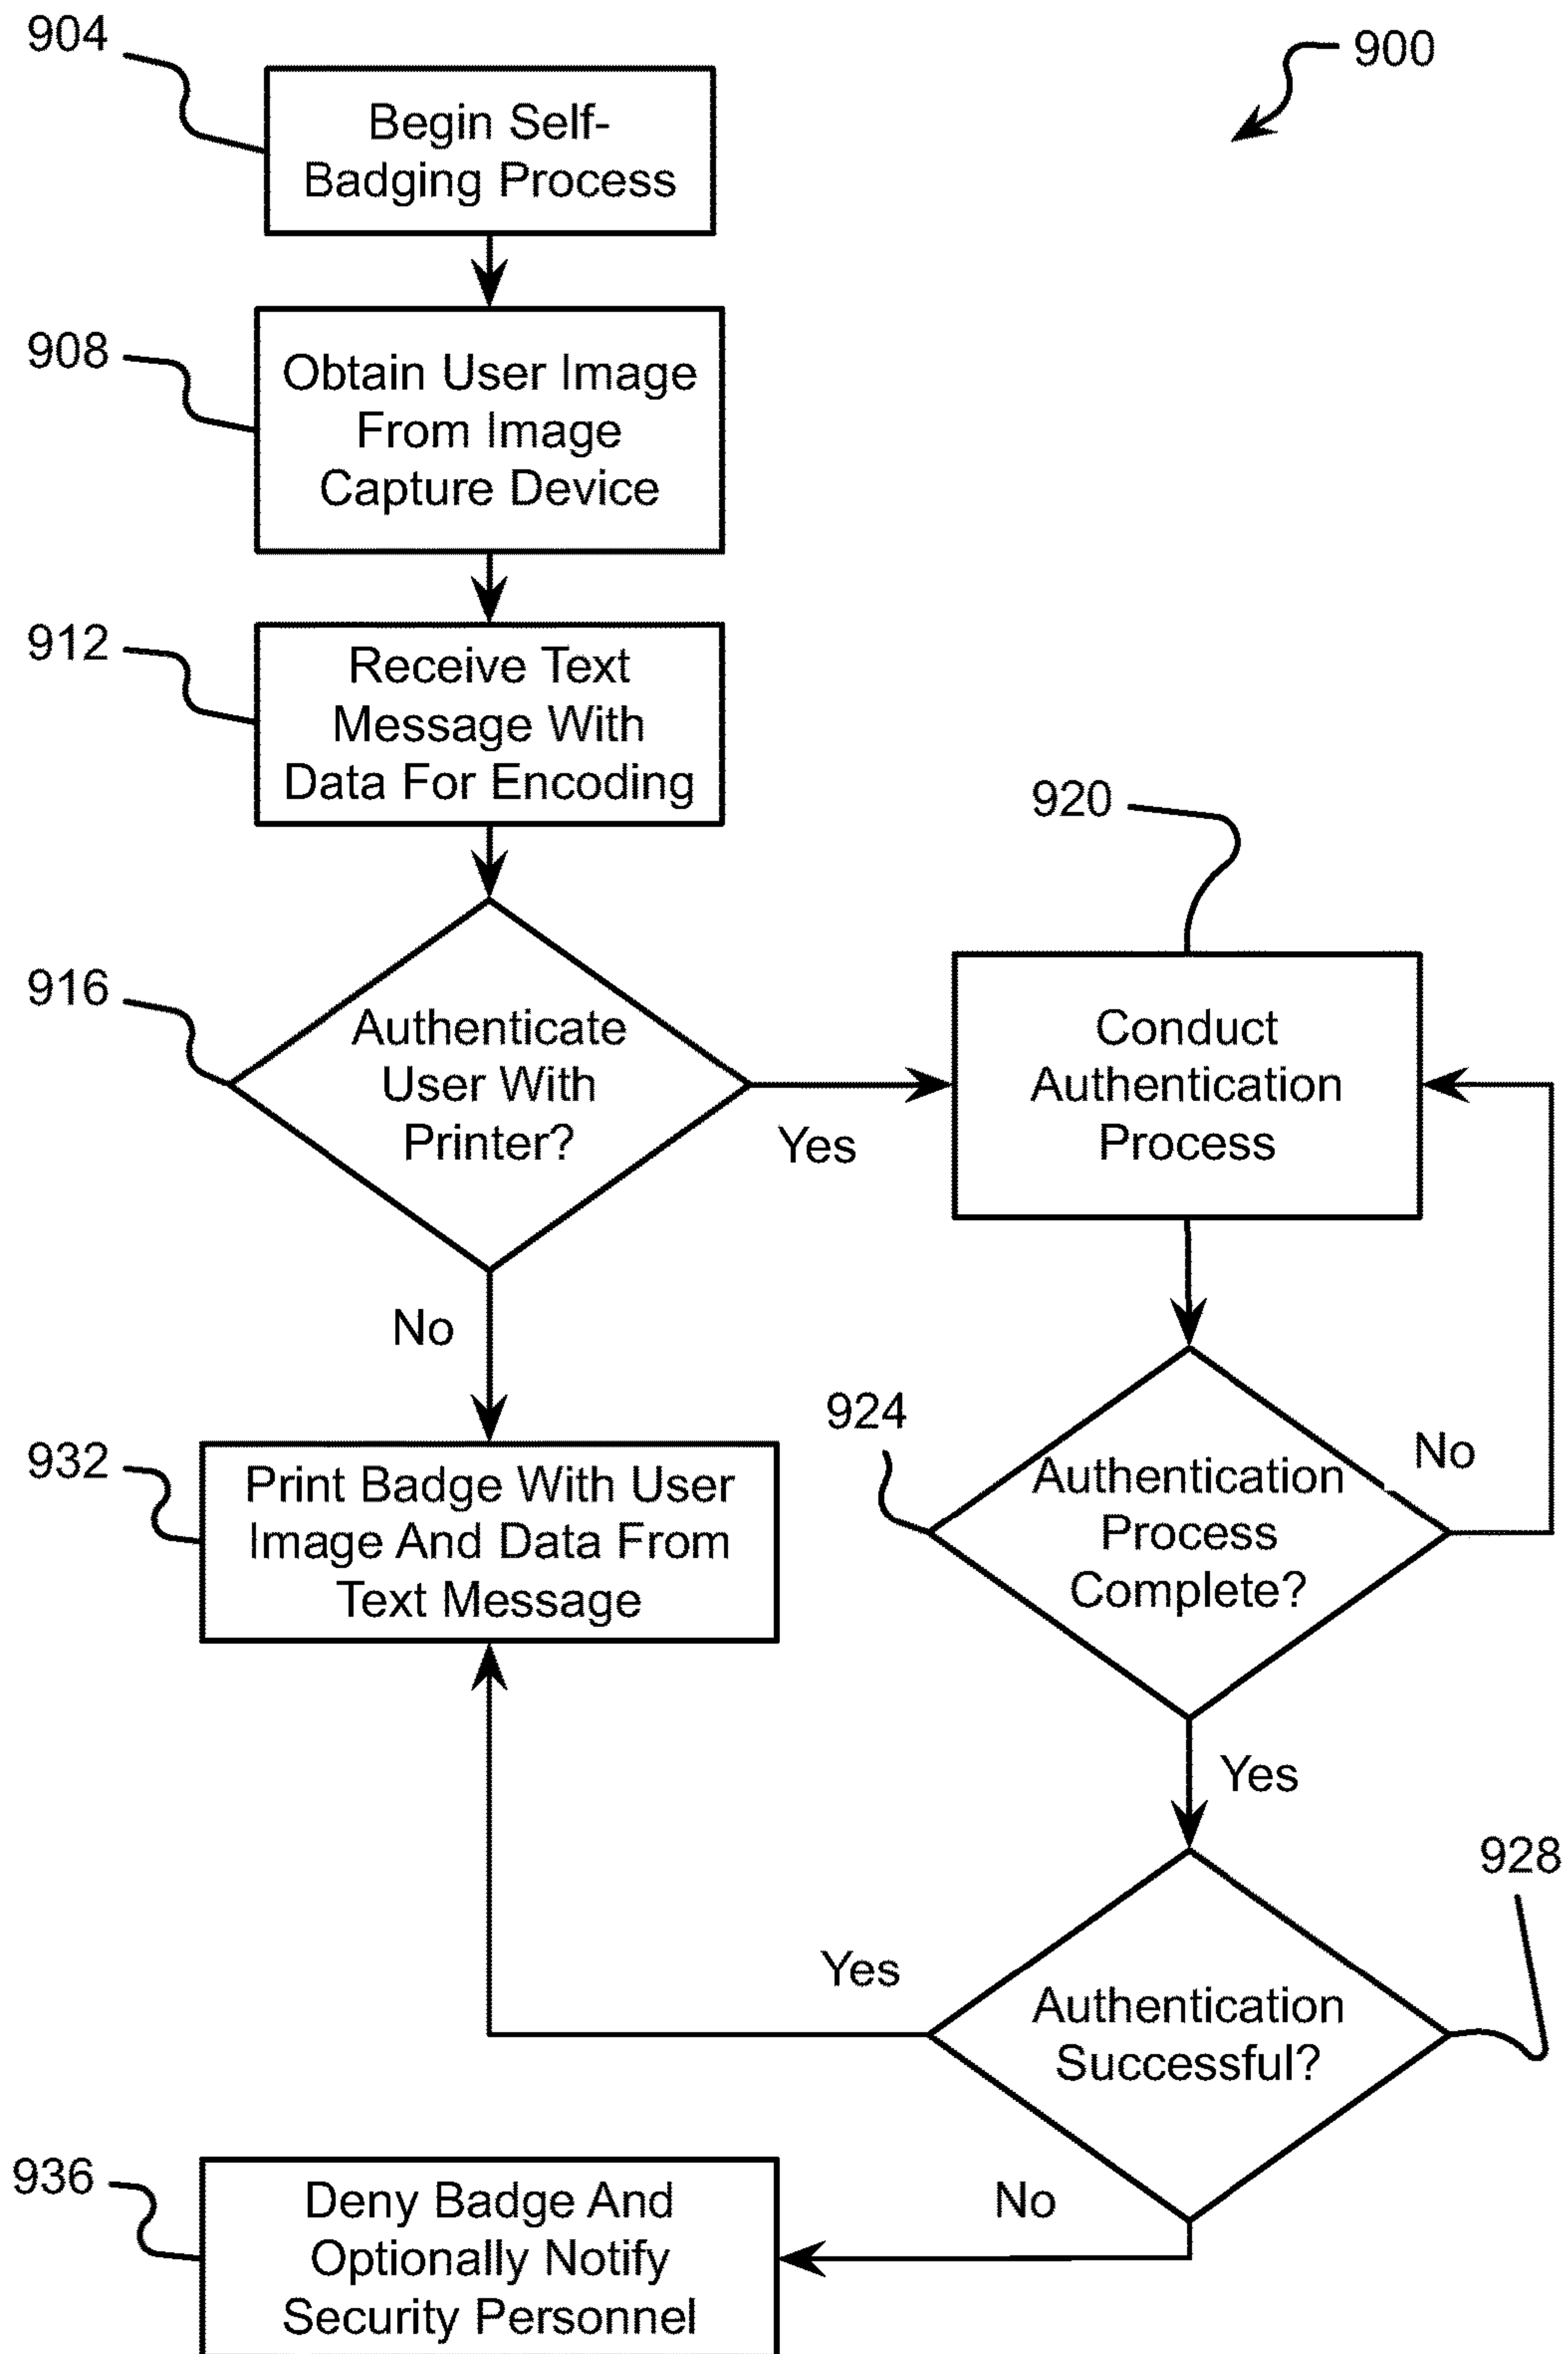 904
900
Begin Self-
Badging Process
908
Obtain User Image
From Image
Capture Device
912
Receive Text
Message With
Data For Encoding
920
916
Authenticate
User With
Printer?
Yes
Conduct
Authentication
Process
No
924
932
Print Badge With User
Image And Data From
Text Message
Authentication
Process
Complete?
No
Yes
928
Yes
Authentication
Successful?
No
936
Deny Badge And
Optionally Notify
Security Personnel